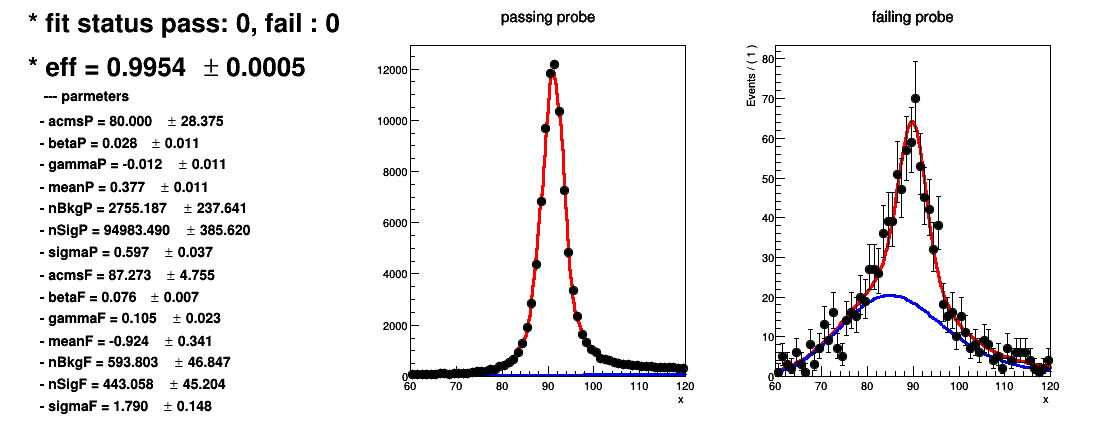 * fit status pass: 0, fail : 0
* eff = 0.9954 ± 0.0005
--- parmeters
- acmsP = 80.000 ± 28.375
- betaP = 0.028 ± 0.011
- gammaP = -0.012 ± 0.011
- meanP = 0.377 ± 0.011
- nBkgP = 2755.187 ± 237.641
- nSigP = 94983.490 ± 385.620
- sigmaP = 0.597 ± 0.037
- acmsF = 87.273 ± 4.755
- betaF = 0.076 ± 0.007
- gammaF = 0.105 ± 0.023
- meanF = -0.924 ± 0.341
- nBkgF = 593.803 ± 46.847
- nSigF = 443.058 ± 45.204
- sigmaF = 1.790 ± 0.148
passing probe
12000
10000
8000
6000
4000
2000
0
60 70 80 90 100 110 120
x
failing probe
Events / ( 1 )
80
70
60
50
40
30
20
10
0
60 70 80 90 100 110 120
x